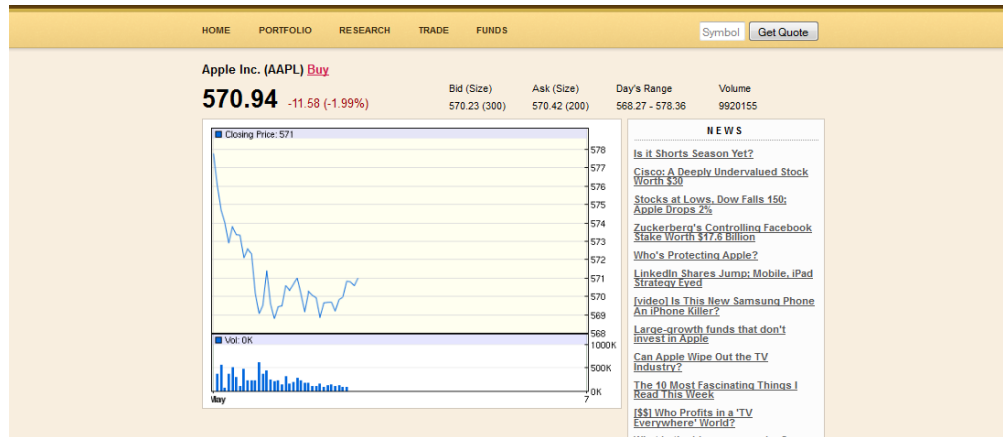 HOME PORTFOLIO RESEARCH TRADE FUNDS Symbol Get Quote
Apple Inc. (AAPL) Buy
570.94 -11.58 (-1.99%)
Bid (Size) Ask (Size) Day's Range Volume
570.23 (300) 570.42 (200) 568.27 - 578.36 9920155
Closing Price: 571
578
577
576
575
574
573
572
571
570
569
568
Vol: 0K
1000K
500K
0K
May 7
NEWS
Is it Shorts Season Yet?
Cisco: A Deeply Undervalued Stock
Worth $30
Stocks at Lows, Dow Falls 150;
Apple Drops 2%
Zuckerberg's Controlling Facebook
Stake Worth $17.6 Billion
Who's Protecting Apple?
LinkedIn Shares Jump; Mobile, iPad
Strategy Eyed
[video] Is This New Samsung Phone
An iPhone Killer?
Large-growth funds that don't
invest in Apple
Can Apple Wipe Out the TV
Industry?
The 10 Most Fascinating Things I
Read This Week
[$$] Who Profits in a 'TV
Everywhere' World?